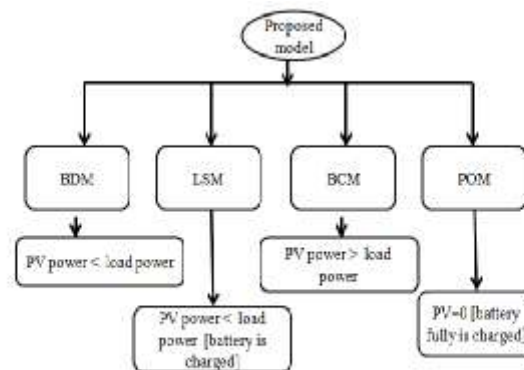 Proposed
model
BDM
LSM
BCM
POM
PV power < load power
PV power > load
power
PV power < load
power [battery is
charged]
PV=0 [battery
fully is charged]